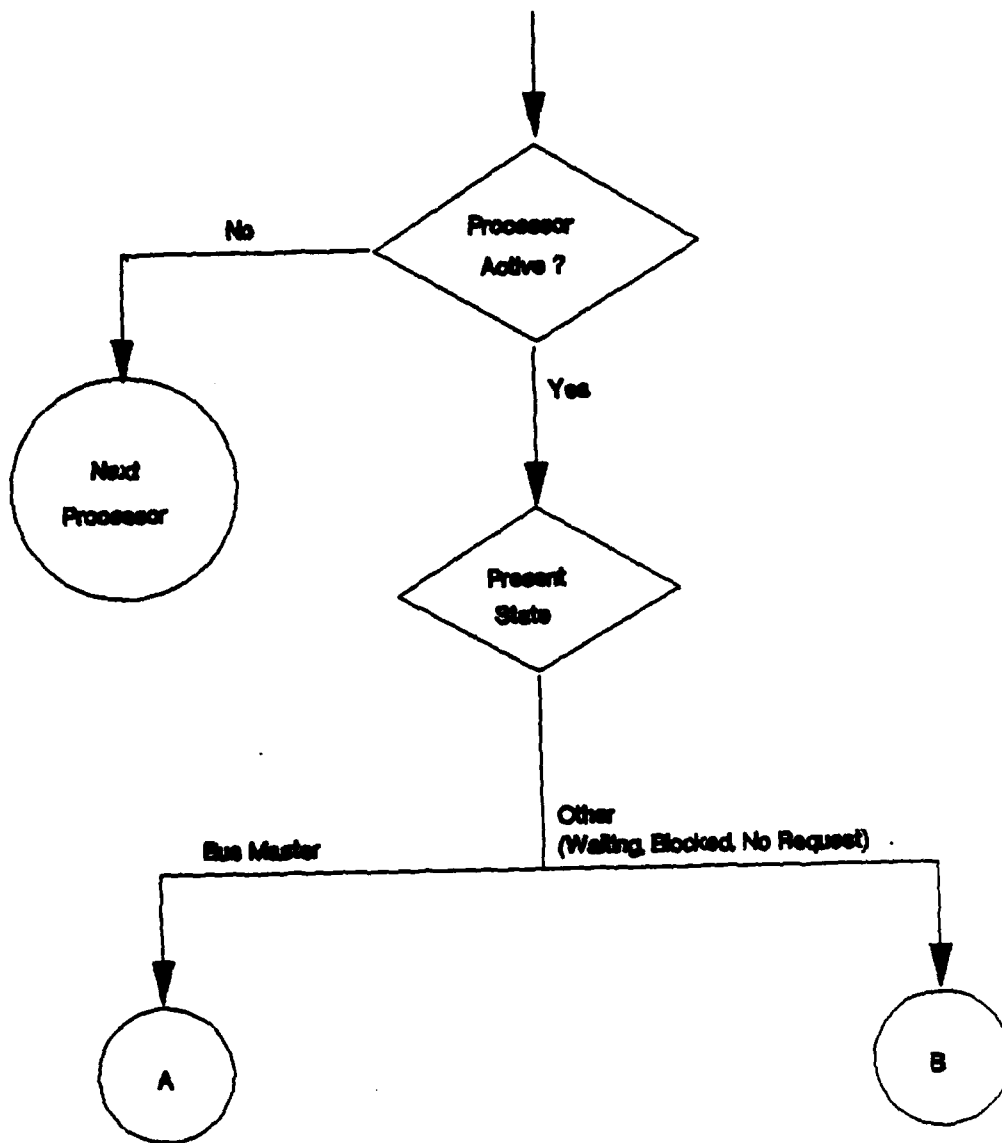 Processor
Active ?
No
Yes
Next
Processor
Present
State
Other
(Waiting, Blocked, No Request)
Bus Master
A
B